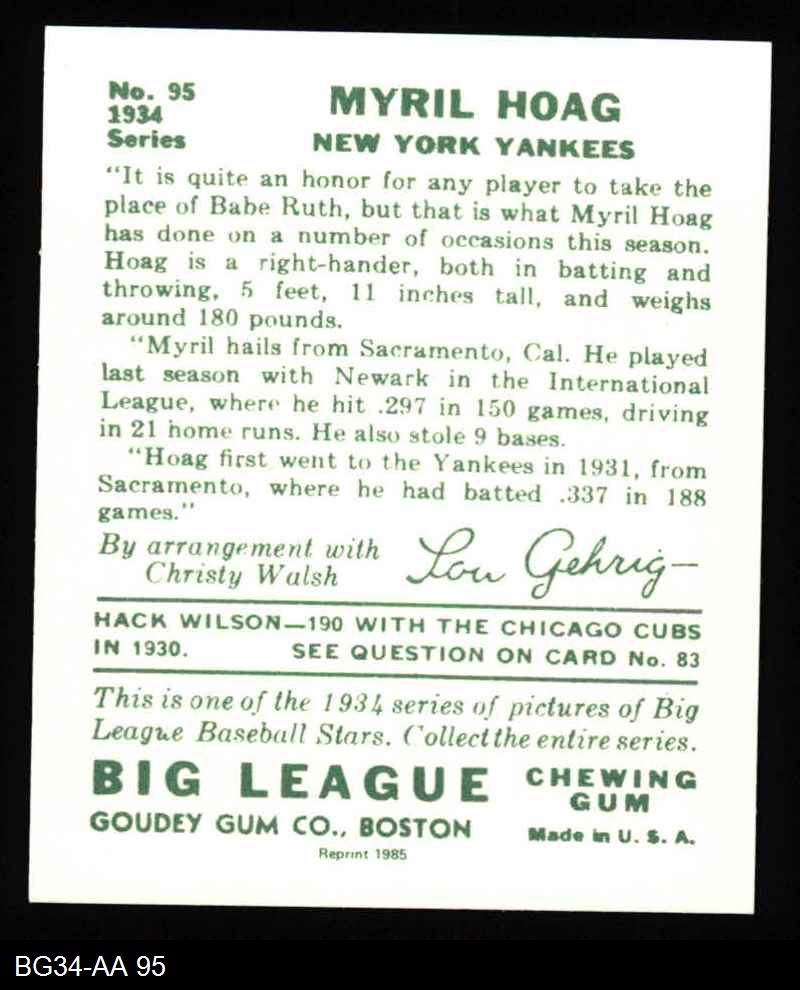 No. 95
1934
Series
MYRIL HOAG
NEW YORK YANKEES
"It is quite an honor for any player to take the
place of Babe Ruth, but that is what Myril Hoag
has done on a number of occasions this season.
Hoag is a right-hander, both in batting and
throwing, 5 feet, 11 inches tall, and weighs
around 180 pounds.
"Myril hails from Sacramento, Cal. He played
last season with Newark in the International
League, where he hit .297 in 150 games, driving
in 21 home runs. He also stole 9 bases.
"Hoag first went to the Yankees in 1931, from
Sacramento, where he had batted .337 in 188
games."
By arrangement with
Christy Walsh
Lou Gehrig—
HACK WILSON—190 WITH THE CHICAGO CUBS
IN 1930. SEE QUESTION ON CARD No. 83
This is one of the 1934 series of pictures of Big
League Baseball Stars. Collect the entire series.
BIG LEAGUE
CHEWING
GUM
GOUDEY GUM CO., BOSTON
Made in U. S. A.
Reprint 1985
BG34-AA 95